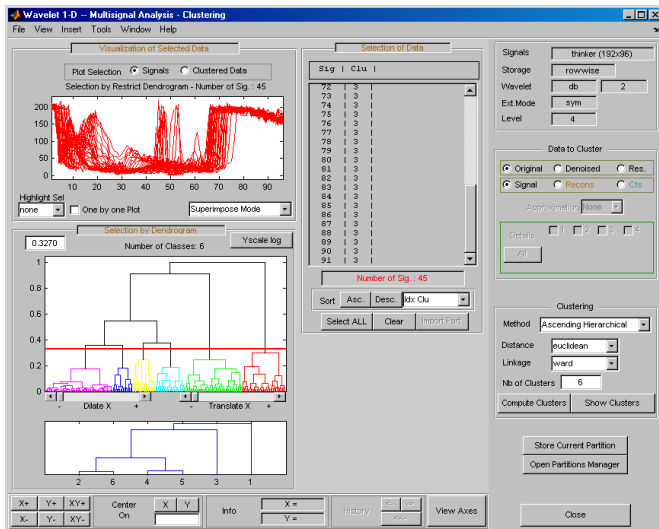 Wavelet 1-D -- Multisignal Analysis - Clustering
File View Insert Tools Window Help
Visualization of Selected Data
Plot Selection Signals Clustered Data
Selection by Restrict Dendrogram - Number of Sig. : 45
200
150
100
50
0
10 20 30 40 50 60 70 80 90
Highlight Sel
none One by one Plot Superimpose Mode
Selection by Dendrogram
0.3270 Number of Classes: 6 Yscale log
1
0.8
0.6
0.4
0.2
0
- Dilate X + - Translate X +
2 6 4 5 3 1
Selection of Data
Sig | Clu |
72 | 3 |
73 | 3 |
74 | 3 |
75 | 3 |
76 | 3 |
77 | 3 |
78 | 3 |
79 | 3 |
80 | 3 |
81 | 3 |
82 | 3 |
83 | 3 |
84 | 3 |
85 | 3 |
86 | 3 |
87 | 3 |
88 | 3 |
89 | 3 |
90 | 3 |
91 | 3 |
Number of Sig.: 45
Sort Asc. Desc. Idx Clu
Select ALL Clear Import Part.
Signals thinker (192x96)
Storage rowwise
Wavelet db 2
Ext.Mode sym
Level 4
Data to Cluster
Original Denoised Res.
Signal Recons. Cfs
Approximation None
Details 1 2 3 4
All
Clustering
Method Ascending Hierarchical
Distance euclidean
Linkage ward
Nb of Clusters 6
Compute Clusters Show Clusters
Store Current Partition
Open Partitions Manager
X+ Y+ XY+
X- Y- XY-
Center On X Y
Info X =
Y =
History <- ->
<<-
View Axes
Close